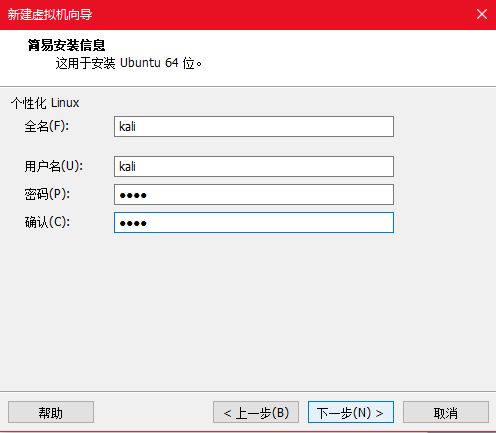 新建虚拟机向导
简易安装信息
这用于安装 Ubuntu 64 位。
个性化 Linux
全名(F):
kali
用户名(U):
kali
密码(P):
●●●●
确认(C):
●●●●
帮助
< 上一步(B)
下一步(N) >
取消